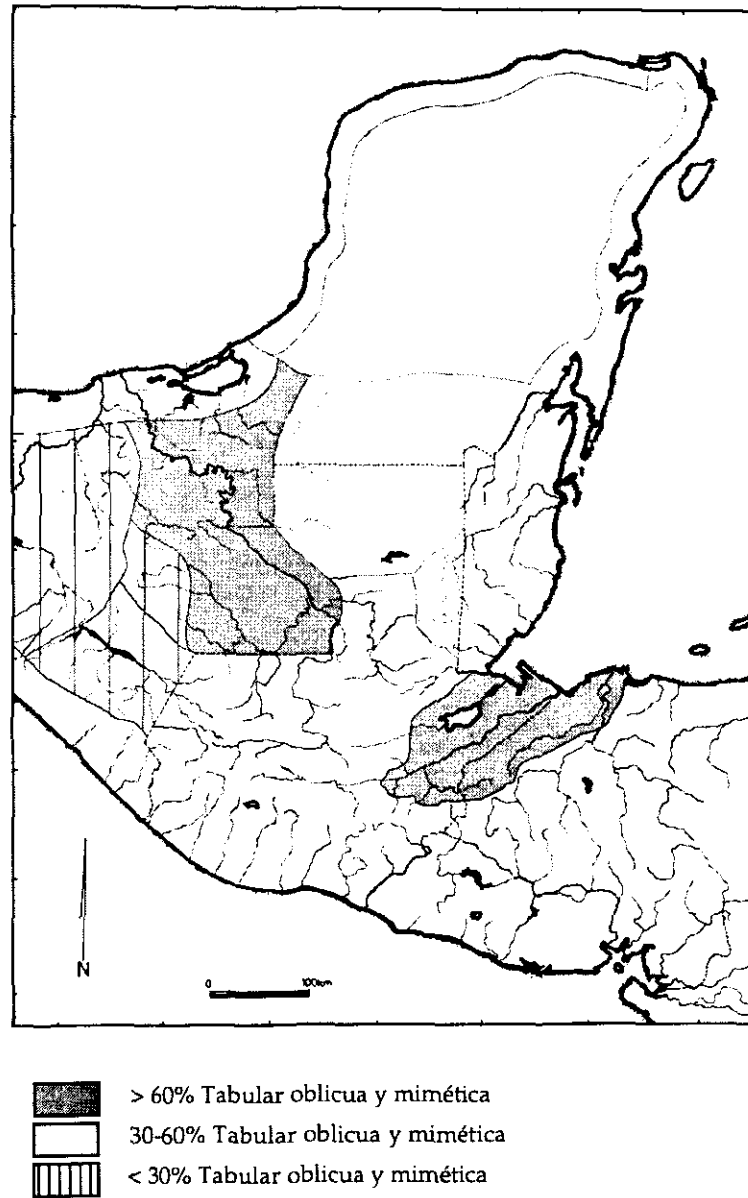 N
0 100km
> 60% Tabular oblicua y mimética
30-60% Tabular oblicua y mimética
< 30% Tabular oblicua y mimética